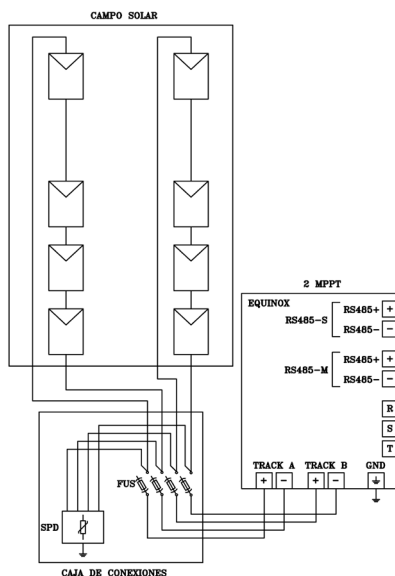 CAMPO SOLAR
2 MPPT
EQUINOX
RS485-S
RS485+ +
RS485- -
RS485-M
RS485+ +
RS485- -
R
S
T
TRACK A TRACK B GND
+ - + -
FUS
SPD
CAJA DE CONEXIONES